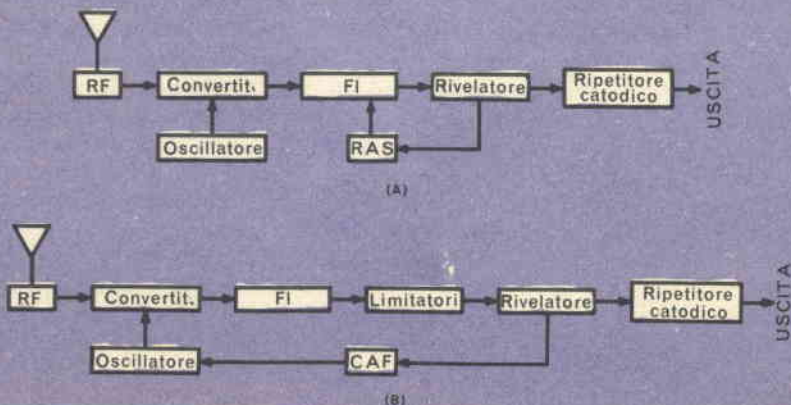 RF
Convertit.
FI
Rivelatore
Ripetitore
catodico
USCITA
Oscillatore
RAS
(A)
RF
Convertit.
FI
Limitatori
Rivelatore
Ripetitore
catodico
USCITA
Oscillatore
CAF
(B)